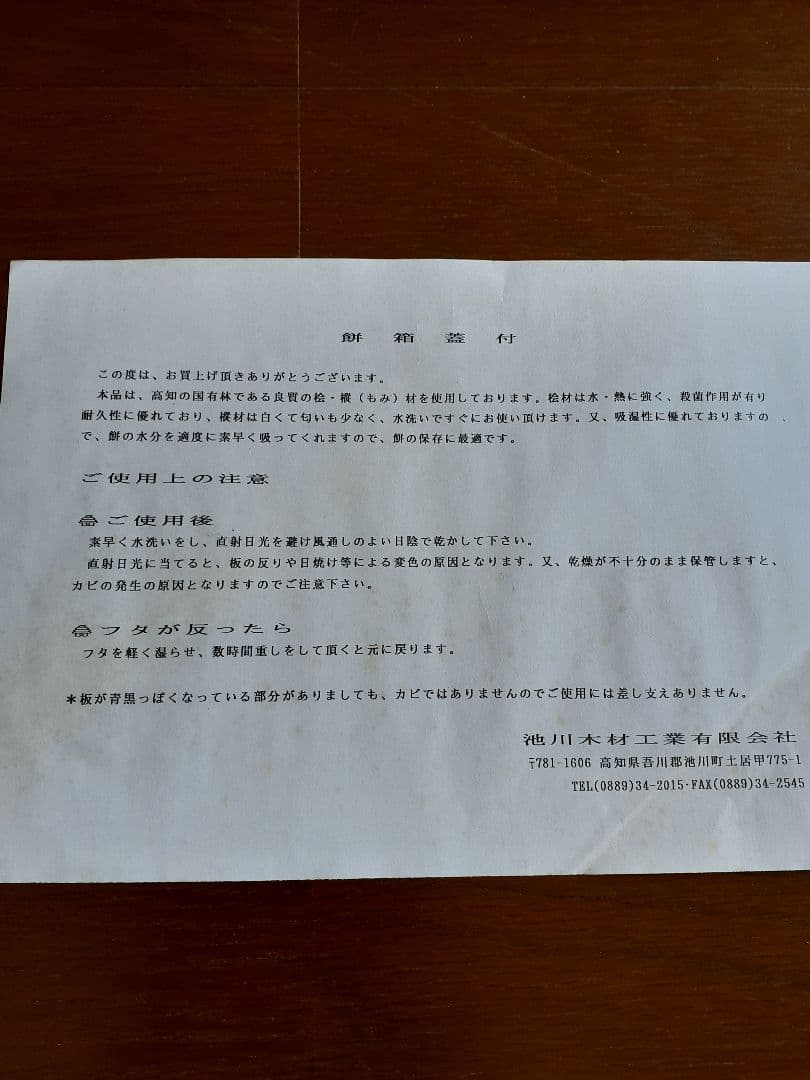 餅箱蓋付
この度は、お買上げ頂きありがとうございます。
本品は、高知の国有林である良質の桧・樅（もみ）材を使用しております。桧材は水・熱に強く、殺菌作用が有り
耐久性に優れており、樅材は白くて匂いも少なく、水洗いですぐにお使い頂けます。又、吸湿性に優れておりますの
で、餅の水分を適度に素早く吸ってくれますので、餅の保存に最適です。
ご使用上の注意
ご使用後
素早く水洗いをし、直射日光を避け風通しのよい日陰で乾かして下さい。
直射日光に当てると、板の反りや日焼け等による変色の原因となります。又、乾燥が不十分のまま保管しますと、
カビの発生の原因となりますのでご注意下さい。
フタが反ったら
フタを軽く湿らせ、数時間重しをして頂くと元に戻ります。
＊板が青黒っぽくなっている部分がありましても、カビではありませんのでご使用には差し支えありません。
池川木材工業有限会社
〒781-1606 高知県吾川郡池川町土居甲775-1
TEL(0889)34-2015・FAX(0889)34-2545